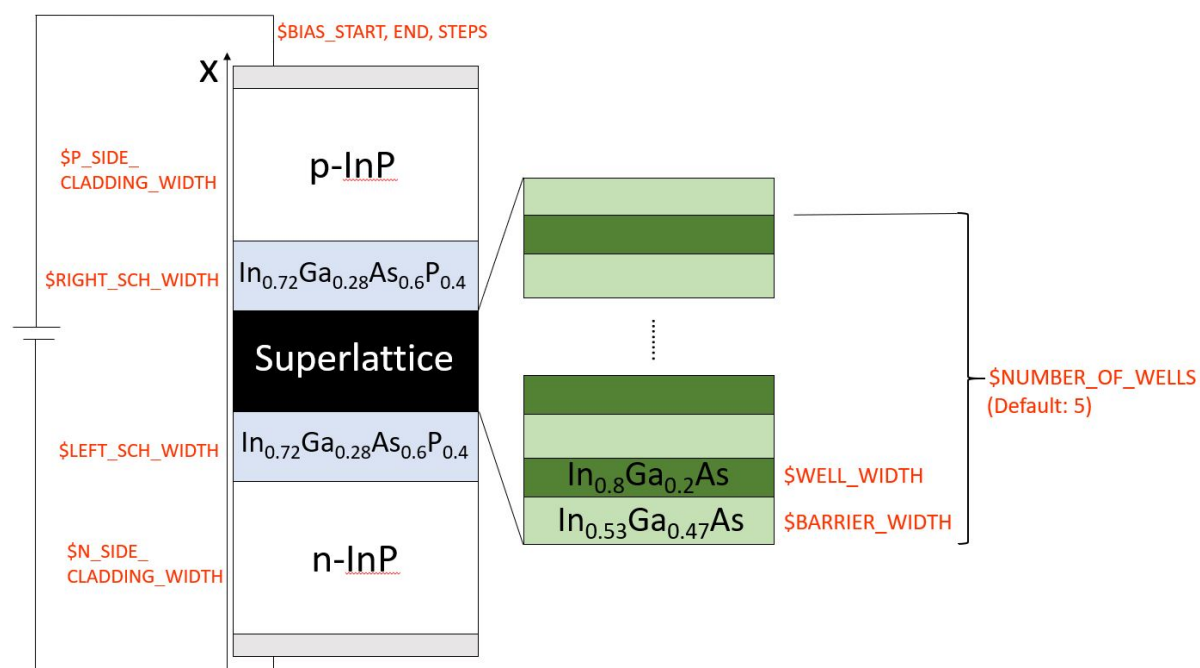 $BIAS_START, END, STEPS
X
p-InP
$P_SIDE_
CLADDING_WIDTH
In0.72Ga0.28As0.6P0.4
$RIGHT_SCH_WIDTH
Superlattice
In0.72Ga0.28As0.6P0.4
$LEFT_SCH_WIDTH
n-InP
$N_SIDE_
CLADDING_WIDTH
In0.8Ga0.2As
$WELL_WIDTH
In0.53Ga0.47As
$BARRIER_WIDTH
$NUMBER_OF_WELLS
(Default: 5)